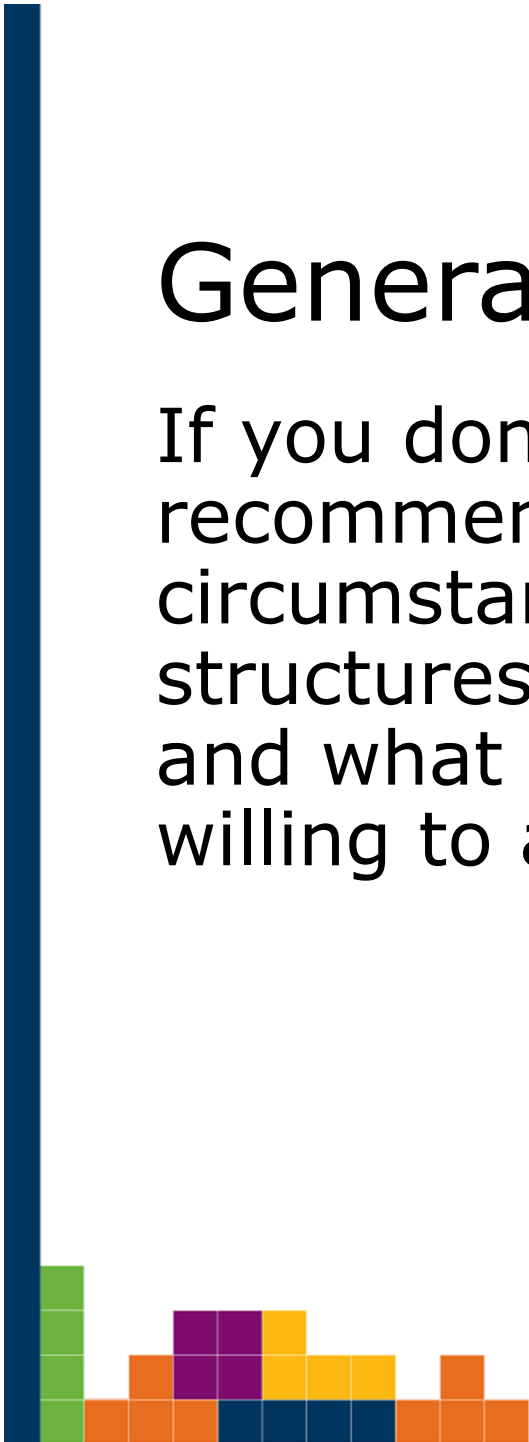 Genera
If you don
recommen
circumstan
structures
and what
willing to a